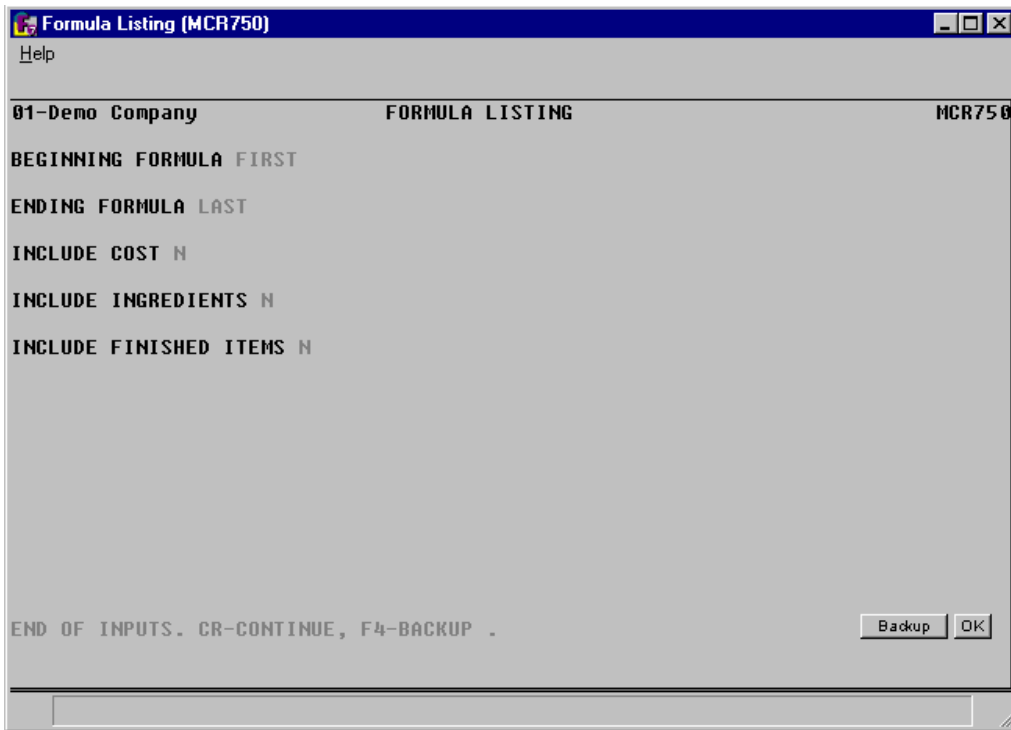 Formula Listing (MCR750)
Help
01-Demo Company FORMULA LISTING MCR750
BEGINNING FORMULA FIRST
ENDING FORMULA LAST
INCLUDE COST N
INCLUDE INGREDIENTS N
INCLUDE FINISHED ITEMS N
END OF INPUTS. CR-CONTINUE, F4-BACKUP . Backup OK